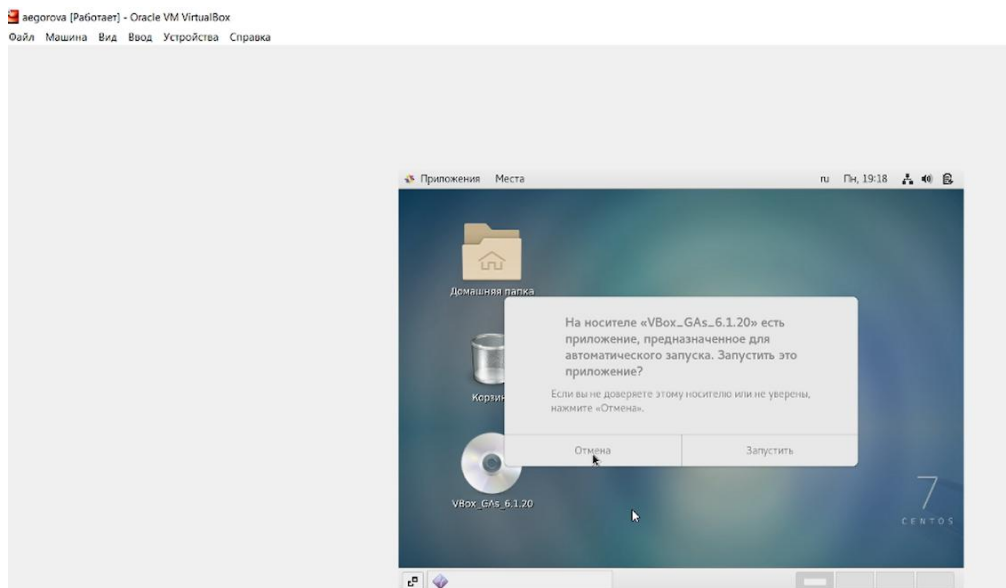 aegorova [Работает] - Oracle VM VirtualBox
Файл Машина Вид Ввод Устройства Справка
Приложения Места ru Пн, 19:18
Домашняя папка
На носителе «VBox_GAs_6.1.20» есть
приложение, предназначенное для
автоматического запуска. Запустить это
приложение?
Если вы не доверяете этому носителю или не уверены,
нажмите «Отмена».
Корзин
Отмена Запустить
VBox_GAs_6.1.20
7
CENTOS